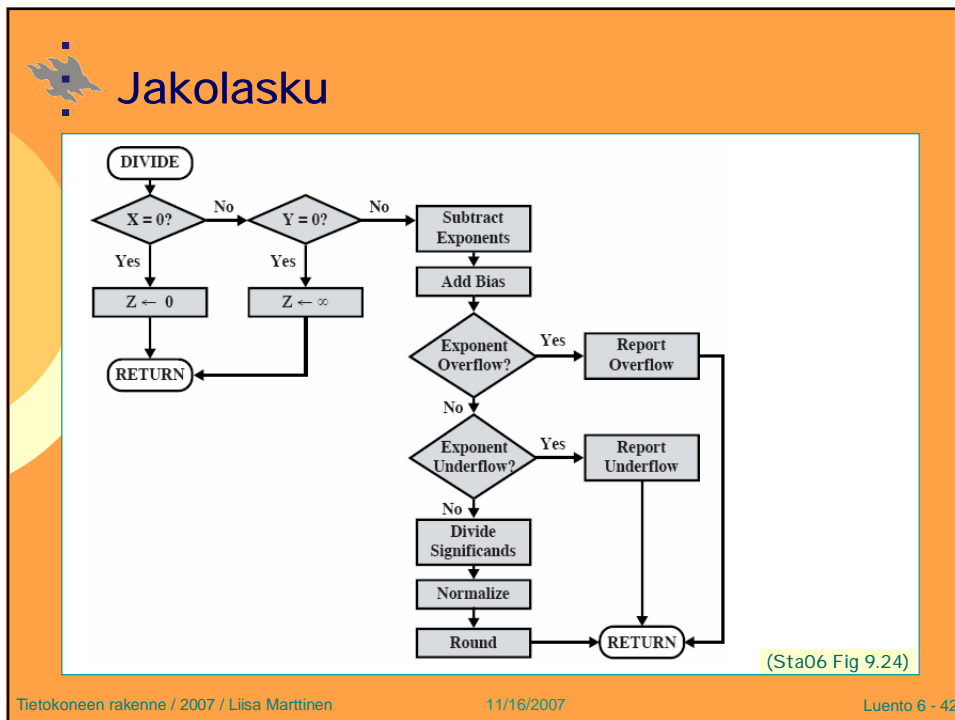 Jakolasku
DIVIDE
X = 0?
No
Y = 0?
No
Yes
Yes
Z ← 0
Z ← ∞
RETURN
Subtract
Exponents
Add Bias
Exponent
Overflow?
Yes
Report
Overflow
No
Exponent
Underflow?
Yes
Report
Underflow
No
Divide
Significands
Normalize
Round
RETURN
(Sta06 Fig 9.24)
Tietokoneen rakenne / 2007 / Liisa Marttinen
11/16/2007
Luento 6 - 42